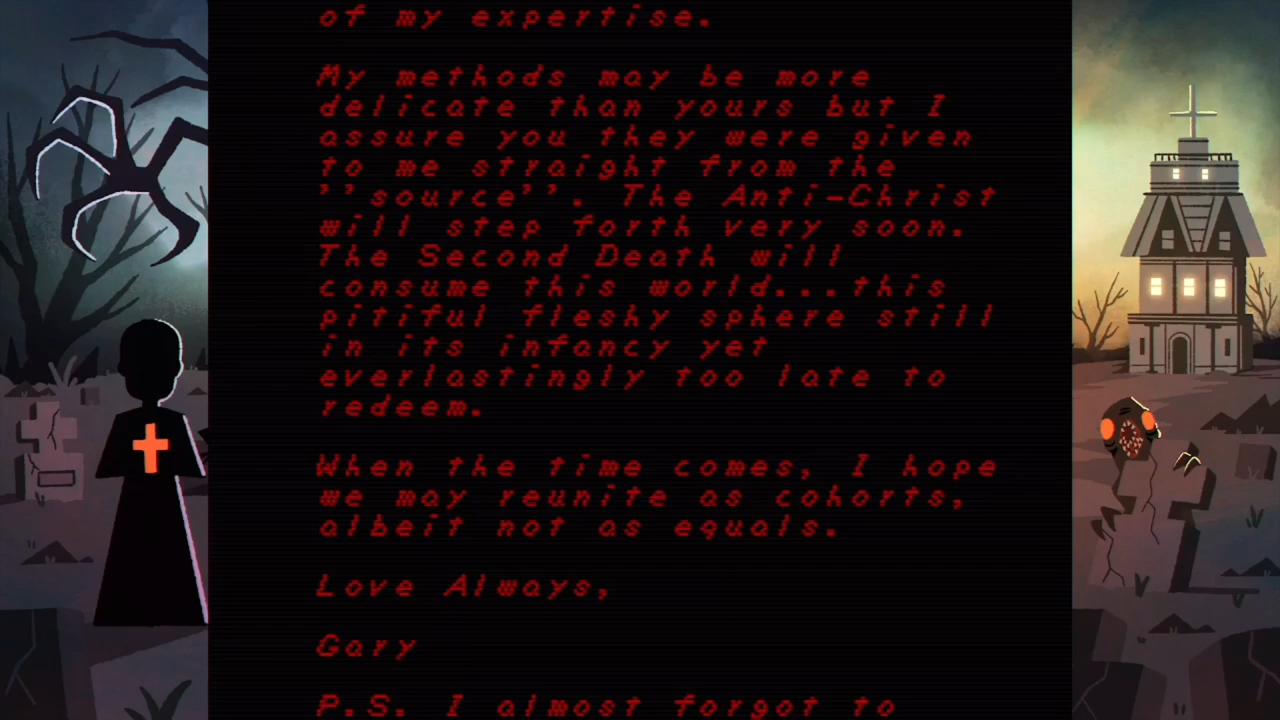 of my expertise.
My methods may be more
delicate than yours but I
assure you they were given
to me straight from the
''source''. The Anti-Christ
will step forth very soon.
The Second Death will
consume this world...this
pitiful fleshy sphere still
in its infancy yet
everlastingly too late to
redeem.
When the time comes, I hope
we may reunite as cohorts,
albeit not as equals.
Love Always,
Gary
P.S. I almost forgot to